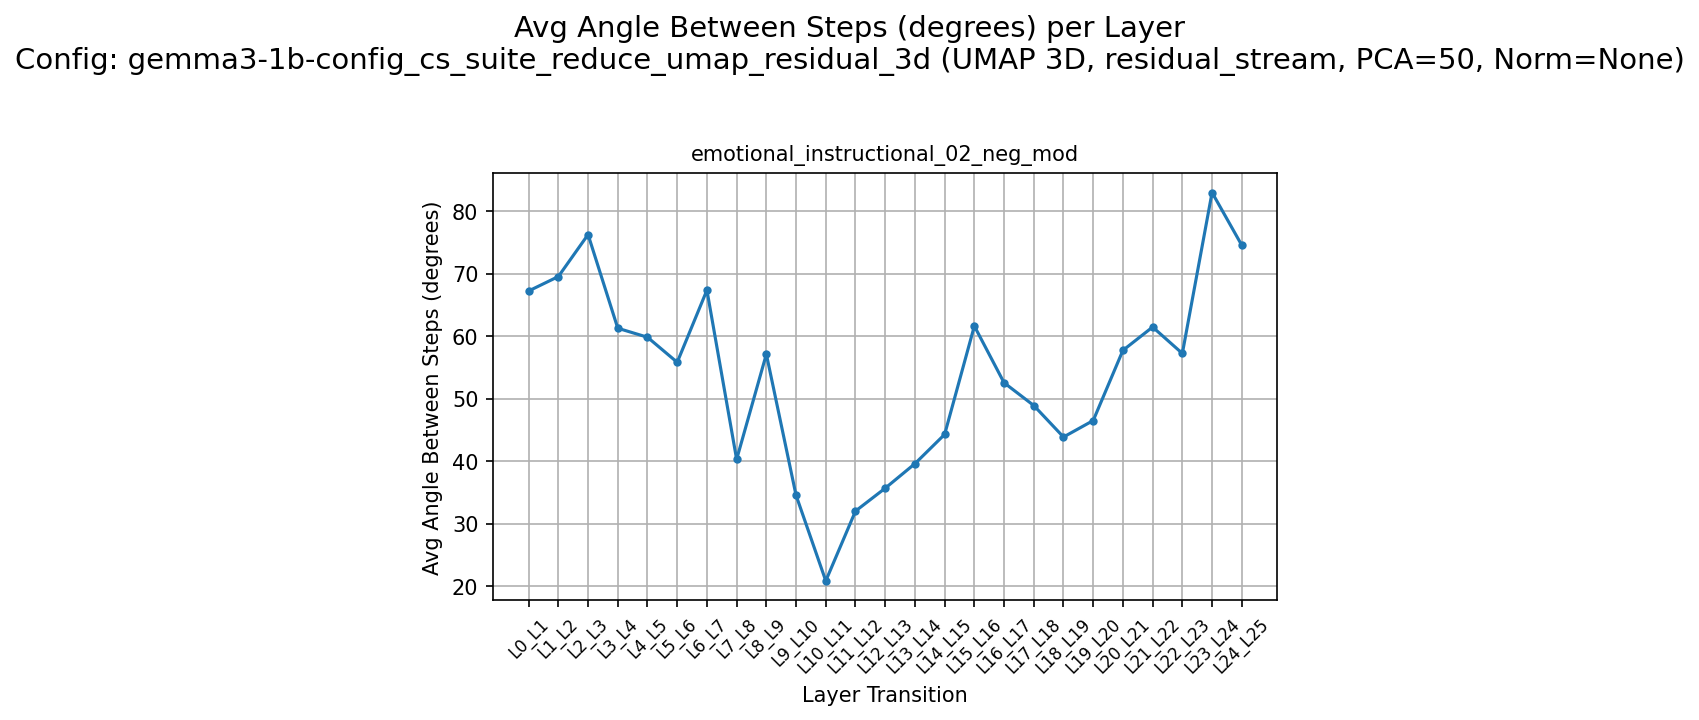 Avg Angle Between Steps (degrees) per Layer
Config: gemma3-1b-config_cs_suite_reduce_umap_residual_3d (UMAP 3D, residual_stream, PCA=50, Norm=None)
emotional_instructional_02_neg_mod
Avg Angle Between Steps (degrees)
80
70
60
50
40
30
20
L0_L1
L1_L2
L2_L3
L3_L4
L4_L5
L5_L6
L6_L7
L7_L8
L8_L9
L9_L10
L10_L11
L11_L12
L12_L13
L13_L14
L14_L15
L15_L16
L16_L17
L17_L18
L18_L19
L19_L20
L20_L21
L21_L22
L22_L23
L23_L24
L24_L25
Layer Transition